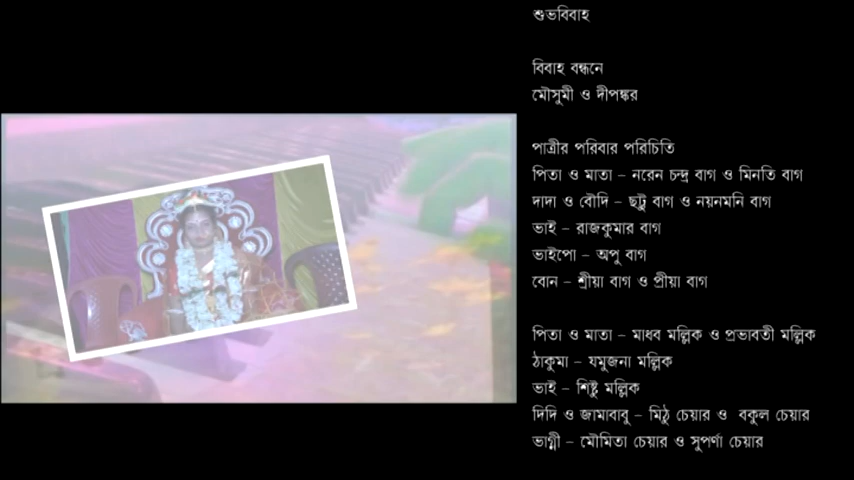 শুভবিবাহ
বিবাহ বন্ধনে
মৌসুমী ও দীপঙ্কর
পাত্রীর পরিবার পরিচিতি
পিতা ও মাতা – নরেন চন্দ্র বাগ ও মিনতি বাগ
দাদা ও বৌদি – ছট্টু বাগ ও নয়নমনি বাগ
ভাই – রাজকুমার বাগ
ভাইপো – অপু বাগ
বোন – শ্রীয়া বাগ ও প্রীয়া বাগ
পিতা ও মাতা – মাধব মল্লিক ও প্রভাবতী মল্লিক
ঠাকুমা – যমুজনা মল্লিক
ভাই – শিষ্টু মল্লিক
দিদি ও জামাবাবু – মিঠু চেয়ার ও বকুল চেয়ার
ভাগ্নী – মৌমিতা চেয়ার ও সুপর্ণা চেয়ার